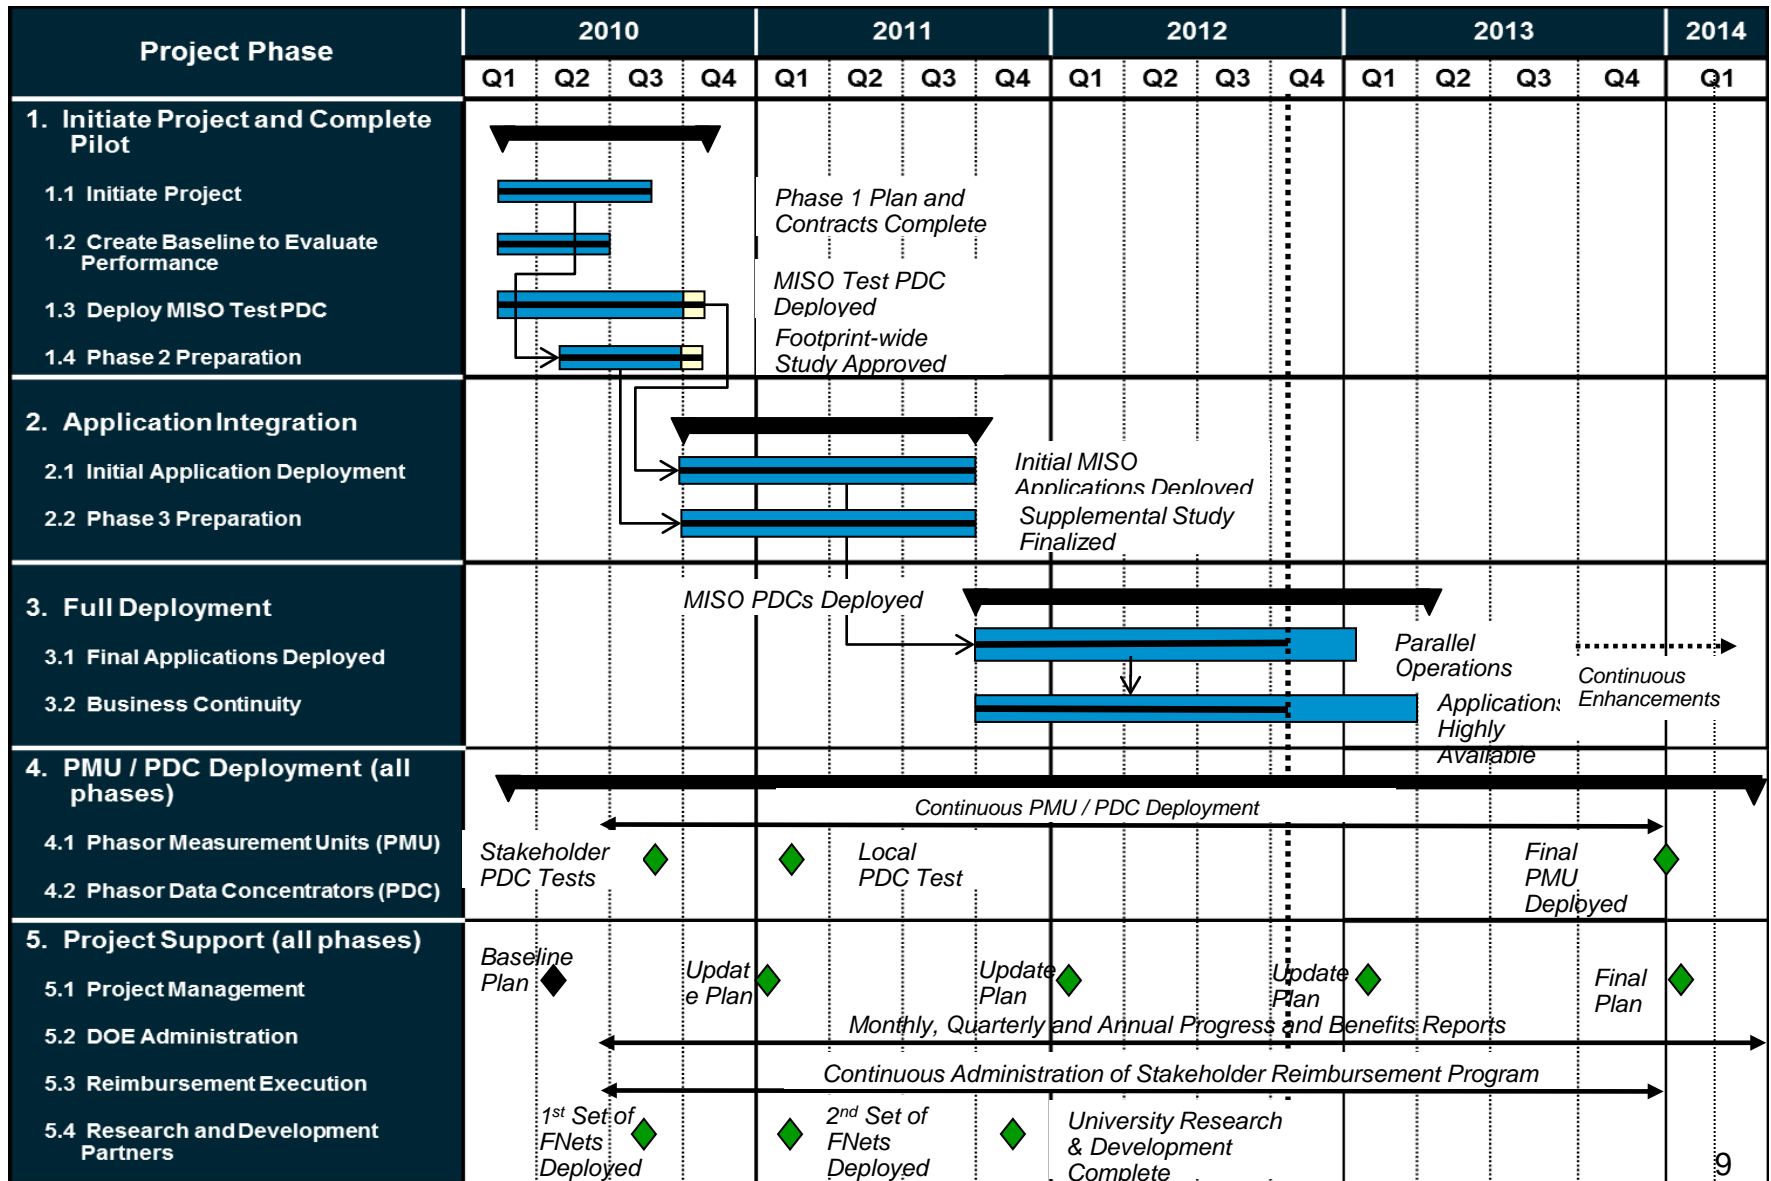 Project Phase
2010 2011 2012 2013 2014
Q1 Q2 Q3 Q4 Q1 Q2 Q3 Q4 Q1 Q2 Q3 Q4 Q1 Q2 Q3 Q4 Q1
1. Initiate Project and Complete
Pilot
1.1 Initiate Project
Phase 1 Plan and
Contracts Complete
1.2 Create Baseline to Evaluate
Performance
1.3 Deploy MISO Test PDC
MISO Test PDC
Deployed
1.4 Phase 2 Preparation
Footprint-wide
Study Approved
2. Application Integration
2.1 Initial Application Deployment
Initial MISO
Applications Deployed
2.2 Phase 3 Preparation
Supplemental Study
Finalized
3. Full Deployment
MISO PDCs Deployed
3.1 Final Applications Deployed
Parallel
Operations
Continuous
Enhancements
3.2 Business Continuity
Applications
Highly
Available
4. PMU / PDC Deployment (all
phases)
Continuous PMU / PDC Deployment
4.1 Phasor Measurement Units (PMU)
4.2 Phasor Data Concentrators (PDC)
Stakeholder
PDC Tests
Local
PDC Test
Final
PMU
Deployed
5. Project Support (all phases)
5.1 Project Management
Baseline
Plan
Updat
e Plan
Update
Plan
Update
Plan
Final
Plan
5.2 DOE Administration
Monthly, Quarterly and Annual Progress and Benefits Reports
5.3 Reimbursement Execution
Continuous Administration of Stakeholder Reimbursement Program
5.4 Research and Development
Partners
1st Set of
FNets
Deployed
2nd Set of
FNets
Deployed
University Research
& Development
Complete
9